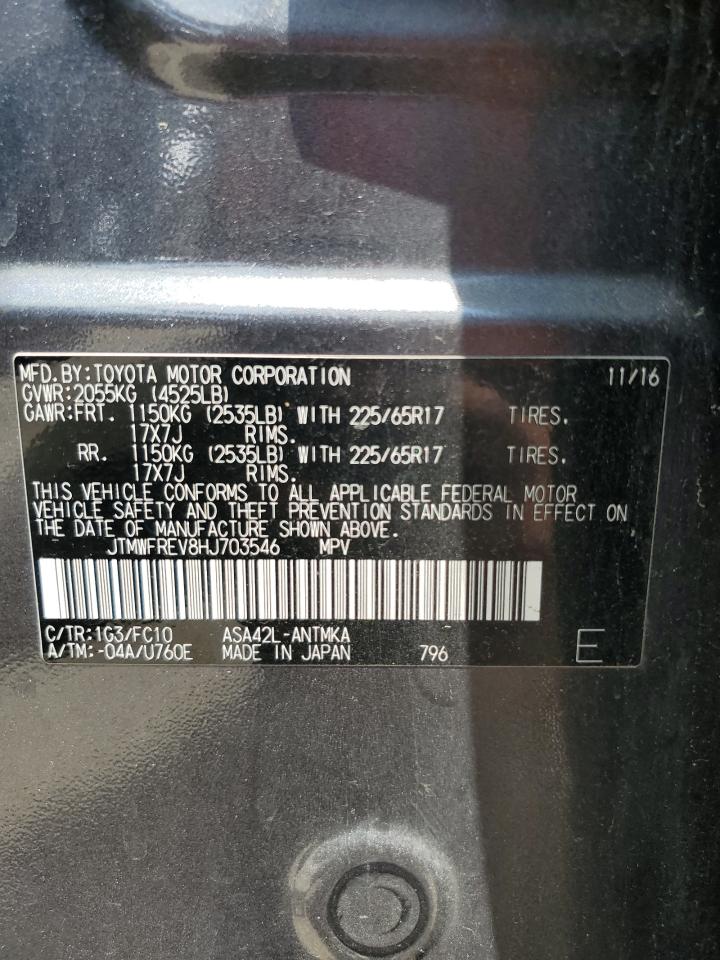 MFD.BY:TOYOTA MOTOR CORPORATION 11/16
GVWR:2055KG (4525LB)
GAWR:FRT. 1150KG (2535LB) WITH 225/65R17 TIRES.
17X7J RIMS.
RR. 1150KG (2535LB) WITH 225/65R17 TIRES.
17X7J RIMS.
THIS VEHICLE CONFORMS TO ALL APPLICABLE FEDERAL MOTOR
VEHICLE SAFETY AND THEFT PREVENTION STANDARDS IN EFFECT ON
THE DATE OF MANUFACTURE SHOWN ABOVE.
JTMWFREV8HJ703546 MPV
C/TR:1G3/FC10 ASA42L-ANTMKA
A/TM:-04A/U760E MADE IN JAPAN 796 E